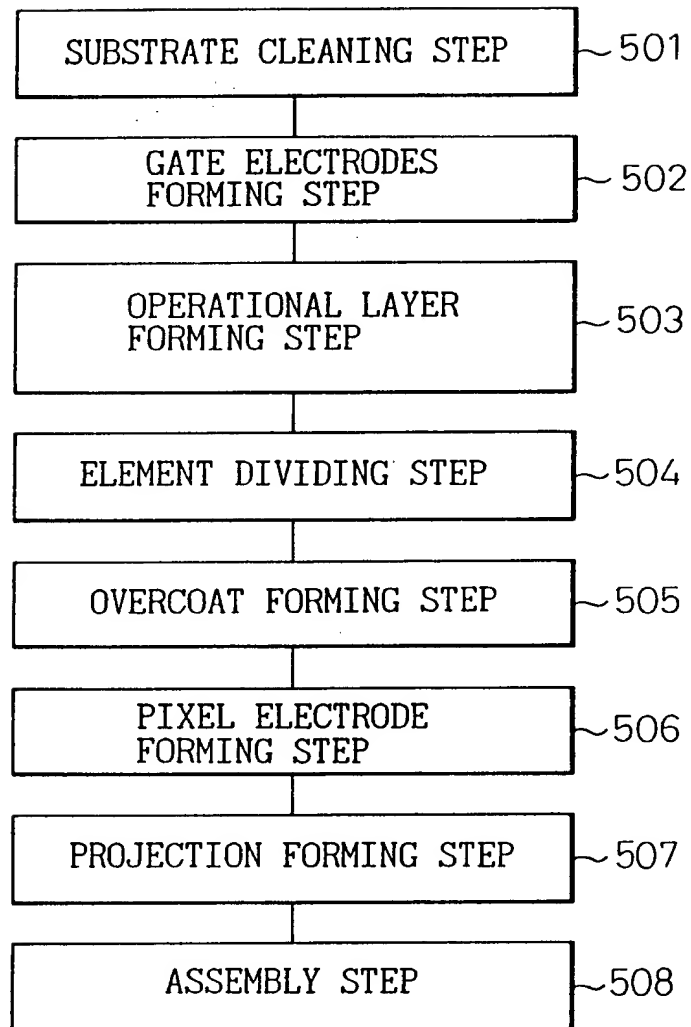 SUBSTRATE CLEANING STEP 501
GATE ELECTRODES
FORMING STEP
502
OPERATIONAL LAYER
FORMING STEP
503
ELEMENT DIVIDING STEP 504
OVERCOAT FORMING STEP 505
PIXEL ELECTRODE
FORMING STEP
506
PROJECTION FORMING STEP 507
ASSEMBLY STEP 508